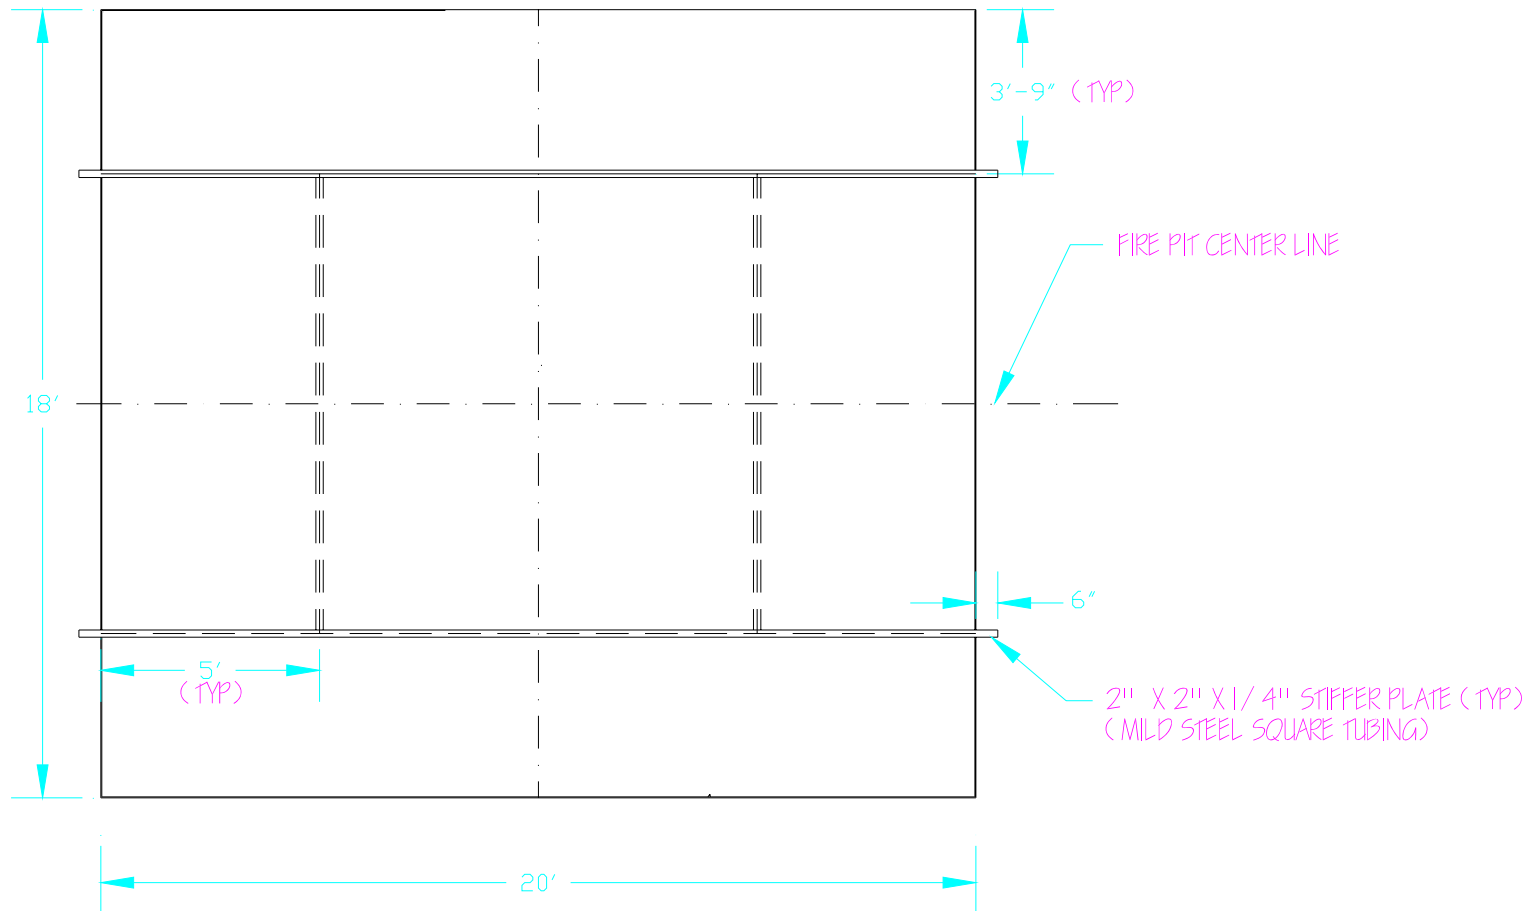 3'-9" (TYP)
FIRE PIT CENTER LINE
18'
6"
5'
(TYP)
2" X 2" X 1/4" STIFFER PLATE (TYP)
(MILD STEEL SQUARE TUBING)
20'